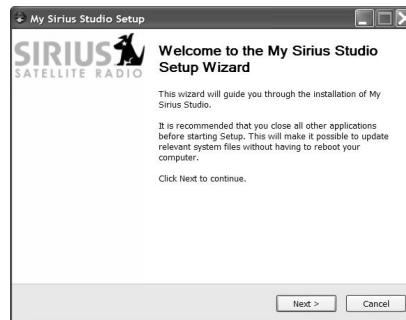 My Sirius Studio Setup
SIRIUS
SATELLITE RADIO
Welcome to the My Sirius Studio
Setup Wizard
This wizard will guide you through the installation of My
Sirius Studio.
It is recommended that you close all other applications
before starting Setup. This will make it possible to update
relevant system files without having to reboot your
computer.
Click Next to continue.
Next >
Cancel